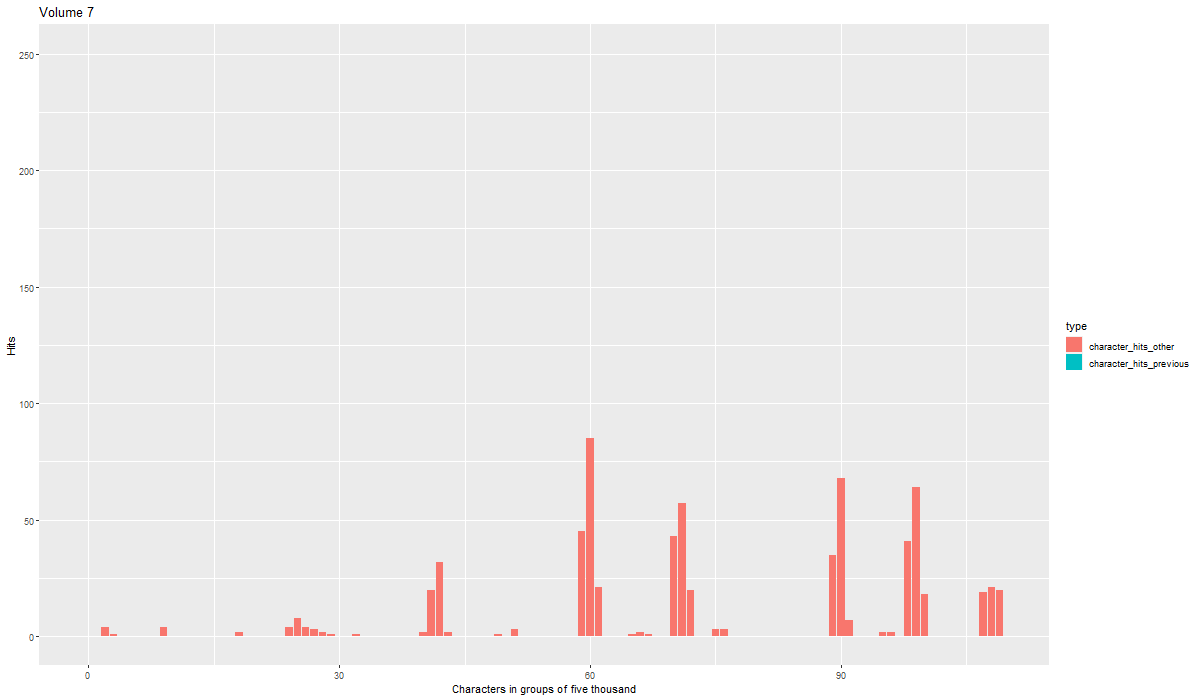 Volume 7
250
200
150
100
50
0
Hits
0 30 60 90
Characters in groups of five thousand
type
character_hits_other
character_hits_previous